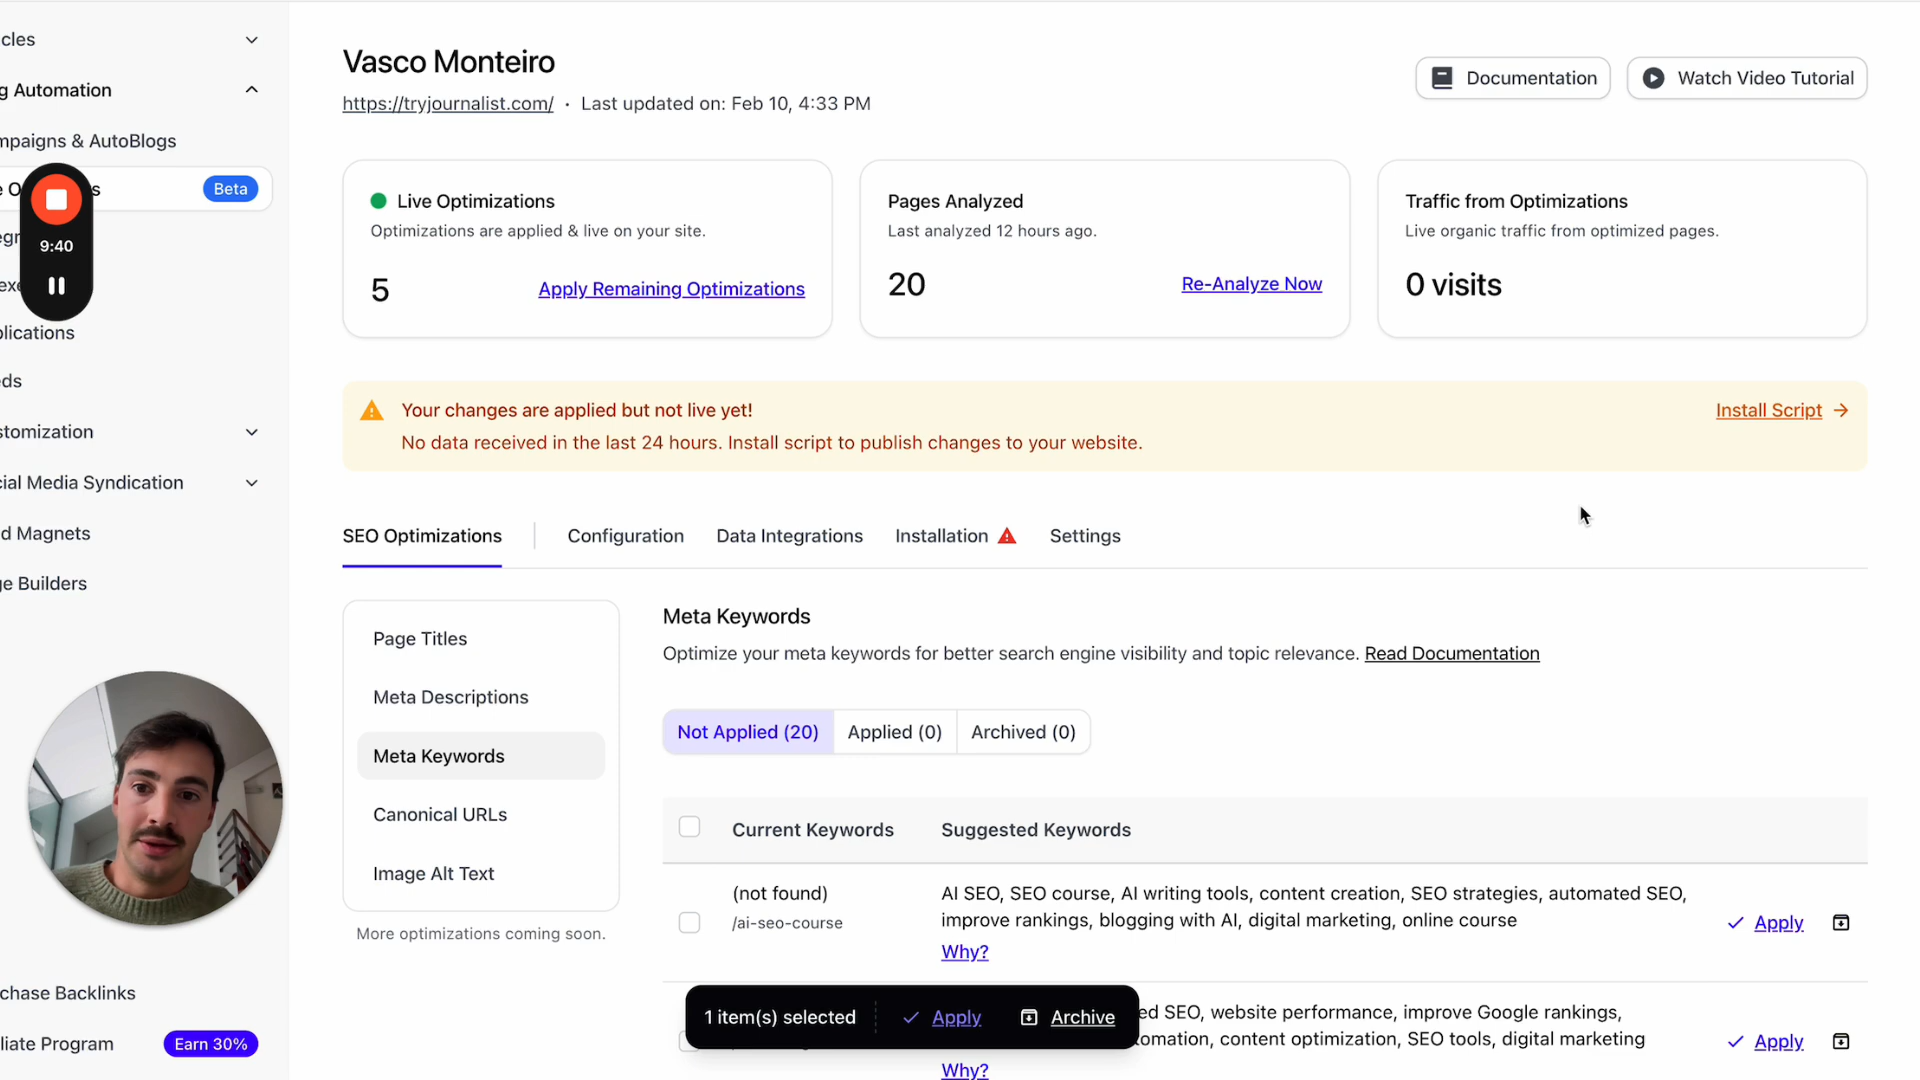 cles
g Automation
mpaigns & AutoBlogs
Beta
9:40
plications
eds
stomization
cial Media Syndication
d Magnets
ge Builders
chase Backlinks
liate Program
Earn 30%
Vasco Monteiro
https://tryjournalist.com/ · Last updated on: Feb 10, 4:33 PM
Documentation
Watch Video Tutorial
Live Optimizations
Optimizations are applied & live on your site.
5
Apply Remaining Optimizations
Pages Analyzed
Last analyzed 12 hours ago.
20
Re-Analyze Now
Traffic from Optimizations
Live organic traffic from optimized pages.
0 visits
Your changes are applied but not live yet!
No data received in the last 24 hours. Install script to publish changes to your website.
Install Script
SEO Optimizations
Configuration
Data Integrations
Installation
Settings
Page Titles
Meta Descriptions
Meta Keywords
Canonical URLs
Image Alt Text
More optimizations coming soon.
Meta Keywords
Optimize your meta keywords for better search engine visibility and topic relevance. Read Documentation
Not Applied (20)
Applied (0)
Archived (0)
Current Keywords
Suggested Keywords
(not found)
/ai-seo-course
AI SEO, SEO course, AI writing tools, content creation, SEO strategies, automated SEO,
improve rankings, blogging with AI, digital marketing, online course
Why?
Apply
1 item(s) selected
Apply
Archive
ed SEO, website performance, improve Google rankings,
tomation, content optimization, SEO tools, digital marketing
Why?
Apply